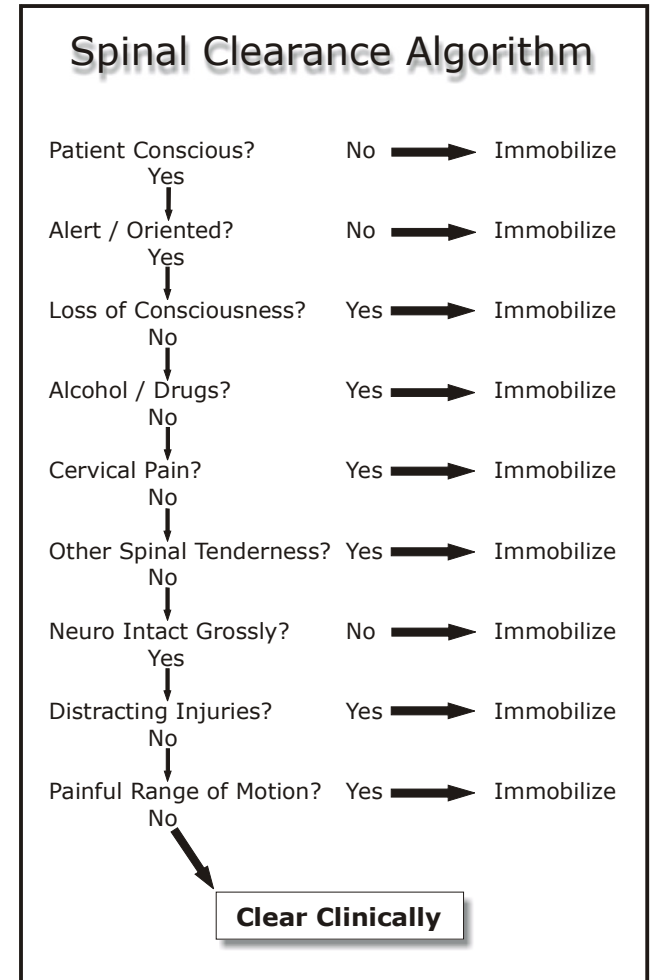 Spinal Clearance Algorithm
Patient Conscious? No Immobilize
Yes
Alert / Oriented? No Immobilize
Yes
Loss of Consciousness? Yes Immobilize
No
Alcohol / Drugs? Yes Immobilize
No
Cervical Pain? Yes Immobilize
No
Other Spinal Tenderness? Yes Immobilize
No
Neuro Intact Grossly? No Immobilize
Yes
Distracting Injuries? Yes Immobilize
No
Painful Range of Motion? Yes Immobilize
No
Clear Clinically